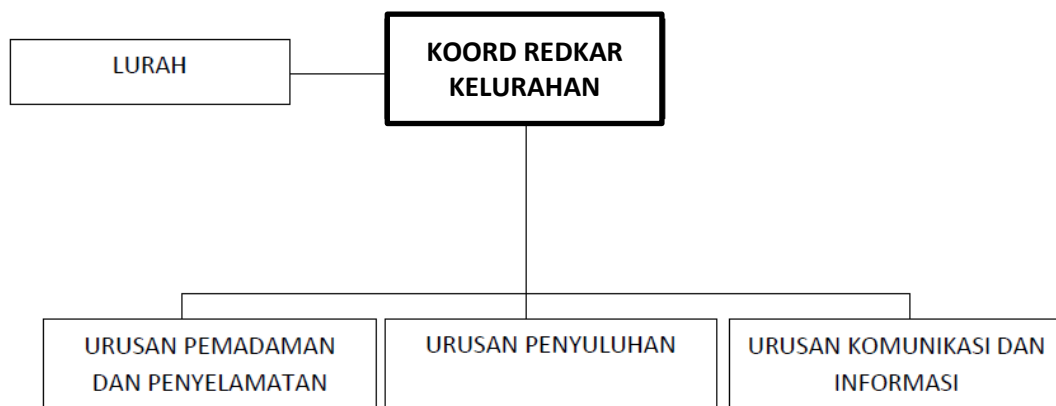 LURAH
KOORD REDKAR
KELURAHAN
URUSAN PEMADAMAN
DAN PENYELAMATAN
URUSAN PENYULUHAN
URUSAN KOMUNIKASI DAN
INFORMASI